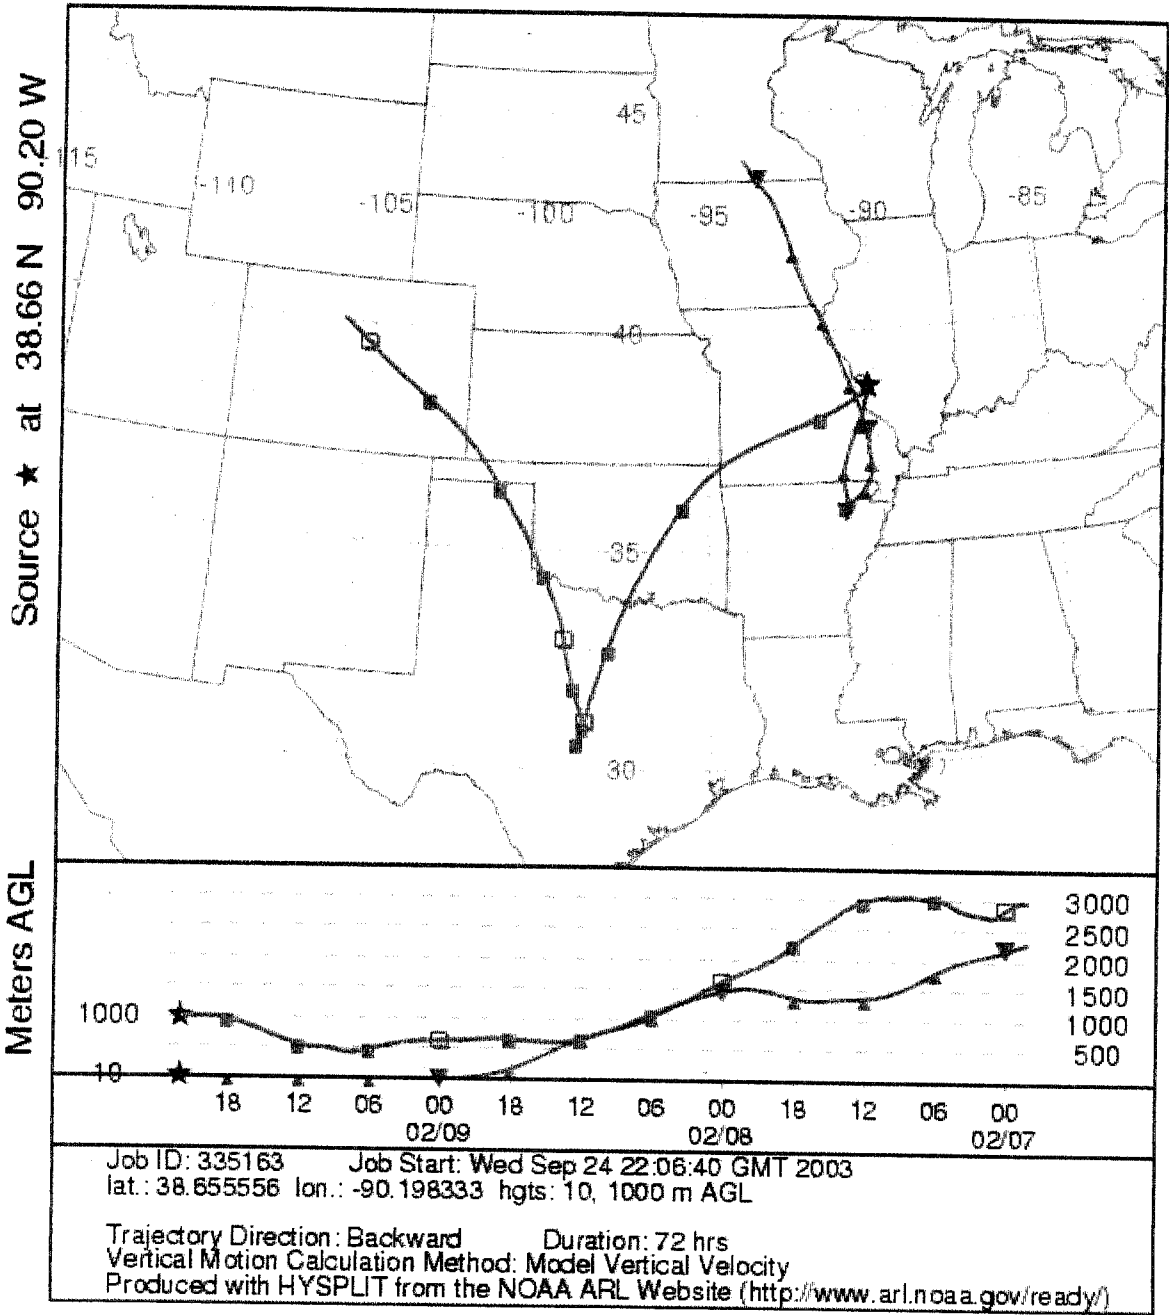 Source ★ at 38.66 N 90.20 W
45
-115
-110
-105
-100
-95
-90
-85
40
35
30
Meters AGL
3000
2500
2000
1500
1000
500
1000
10
18 12 06 00 18 12 06 00 18 12 06 00
02/09 02/08 02/07
Job ID: 335163 Job Start: Wed Sep 24 22:06:40 GMT 2003
lat.: 38.655556 lon.: -90.198333 hgts: 10, 1000 m AGL
Trajectory Direction: Backward Duration: 72 hrs
Vertical Motion Calculation Method: Model Vertical Velocity
Produced with HYSPLIT from the NOAA ARL Website (http://www.arl.noaa.gov/ready/)